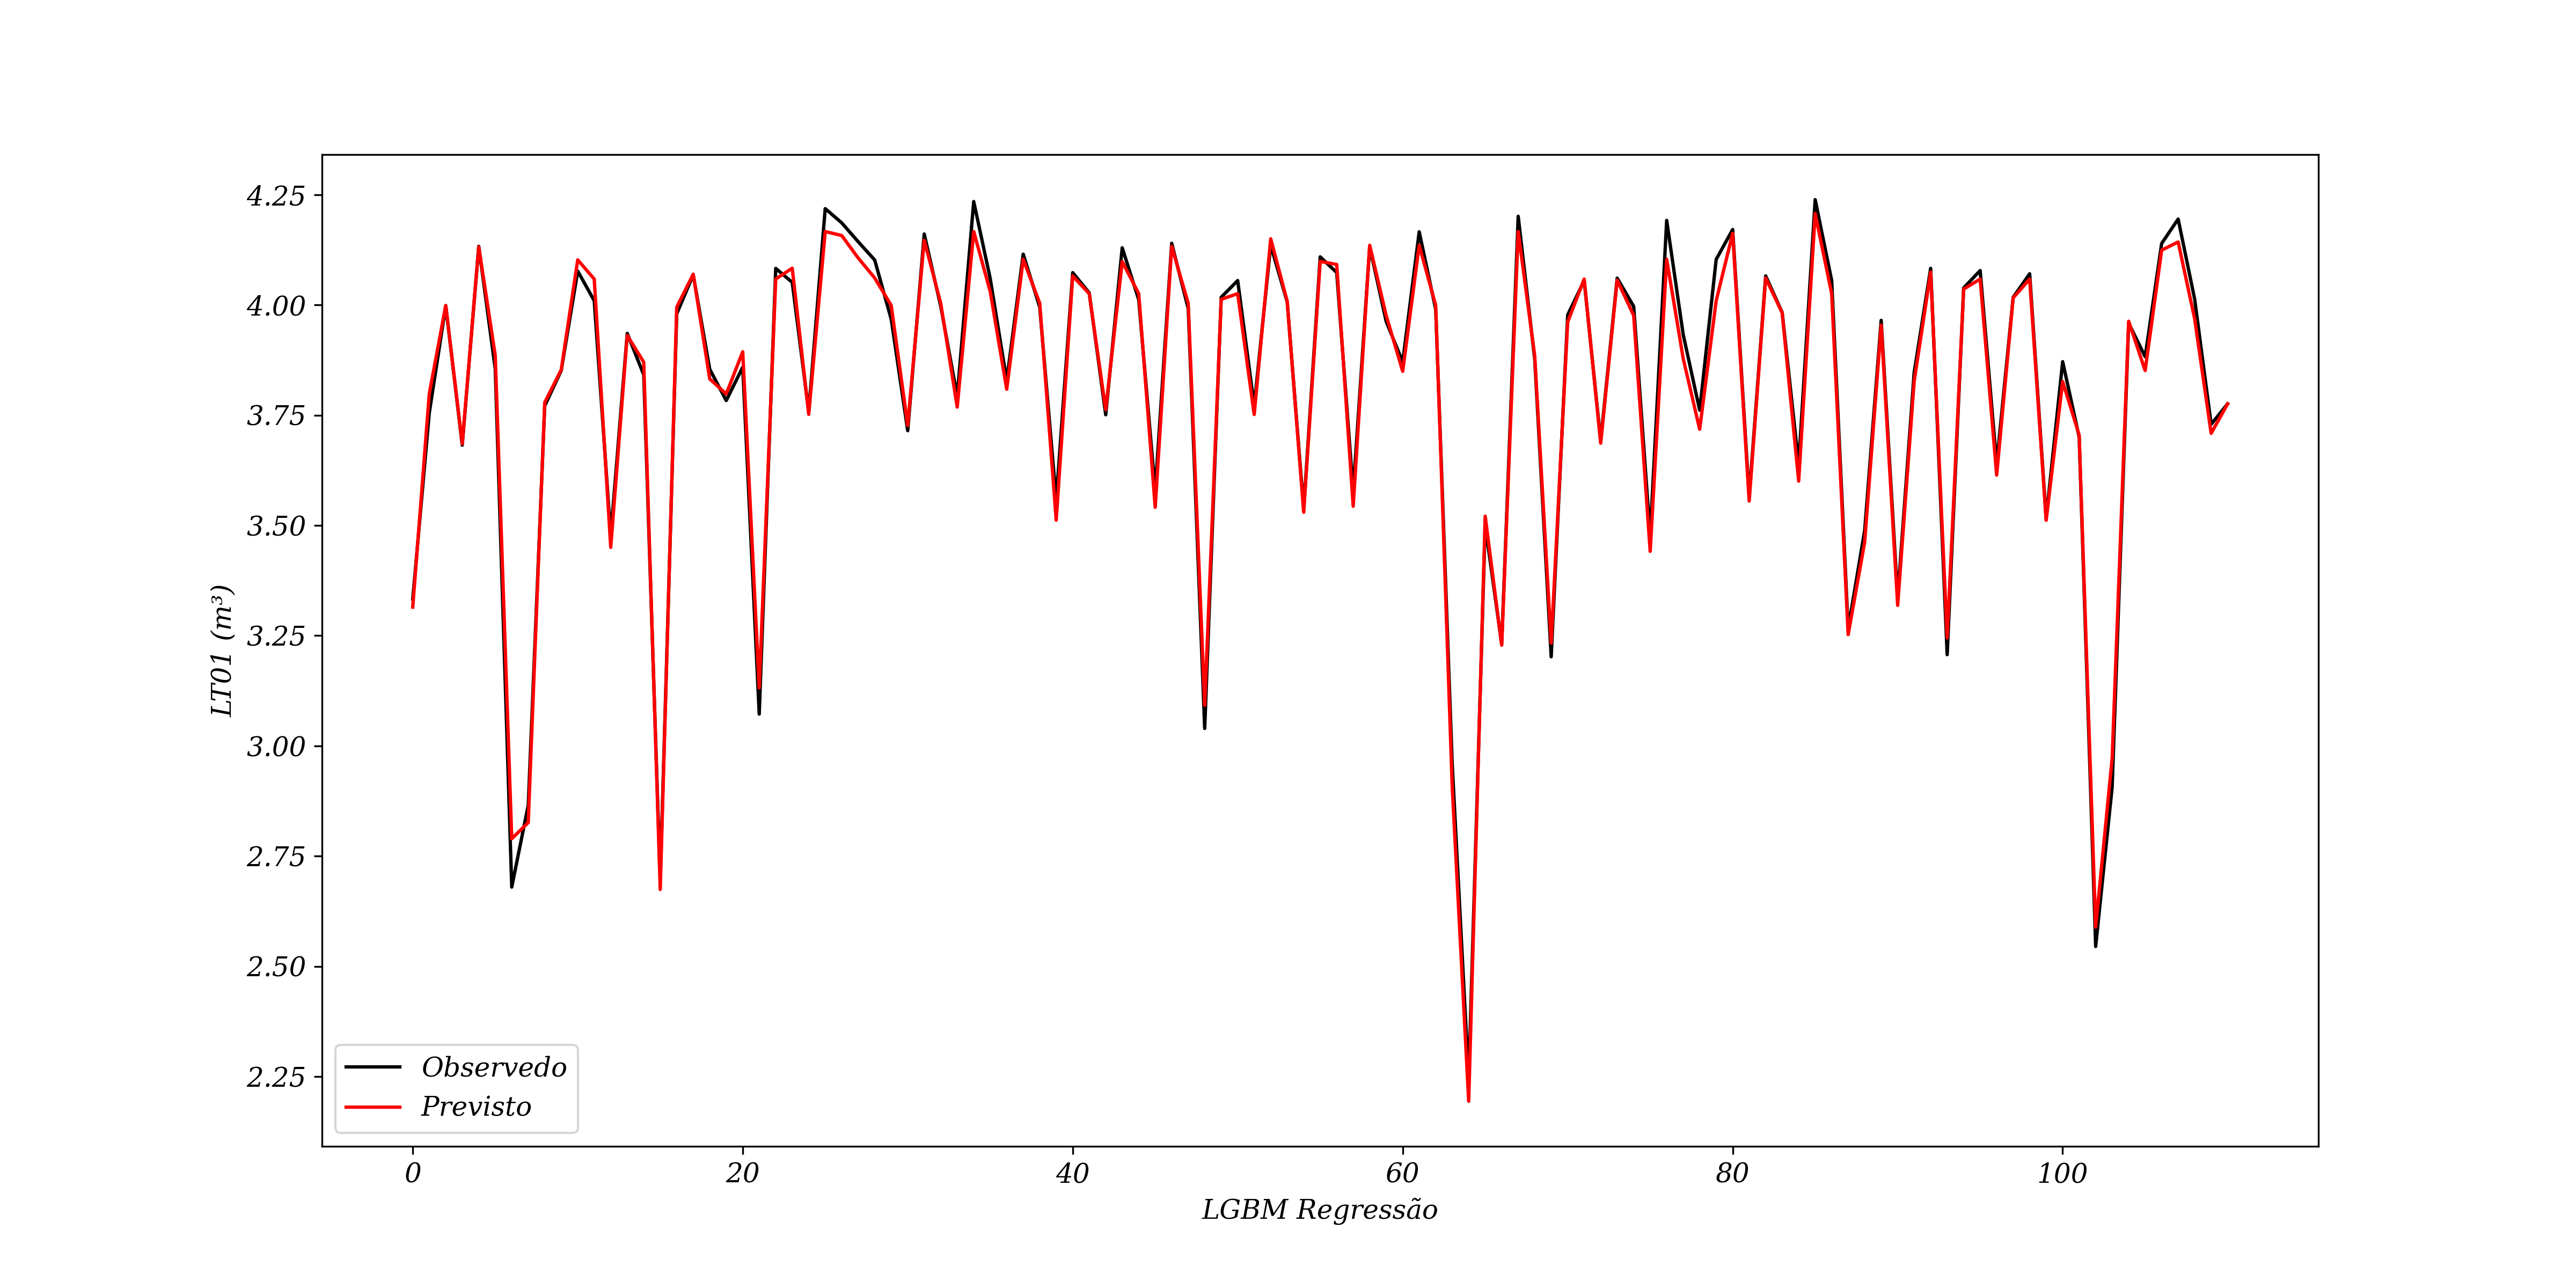 4.25
4.00
3.75
3.50
3.25
3.00
2.75
2.50
2.25
LT01 (m³)
Observedo
Previsto
0 20 40 60 80 100
LGBM Regressão